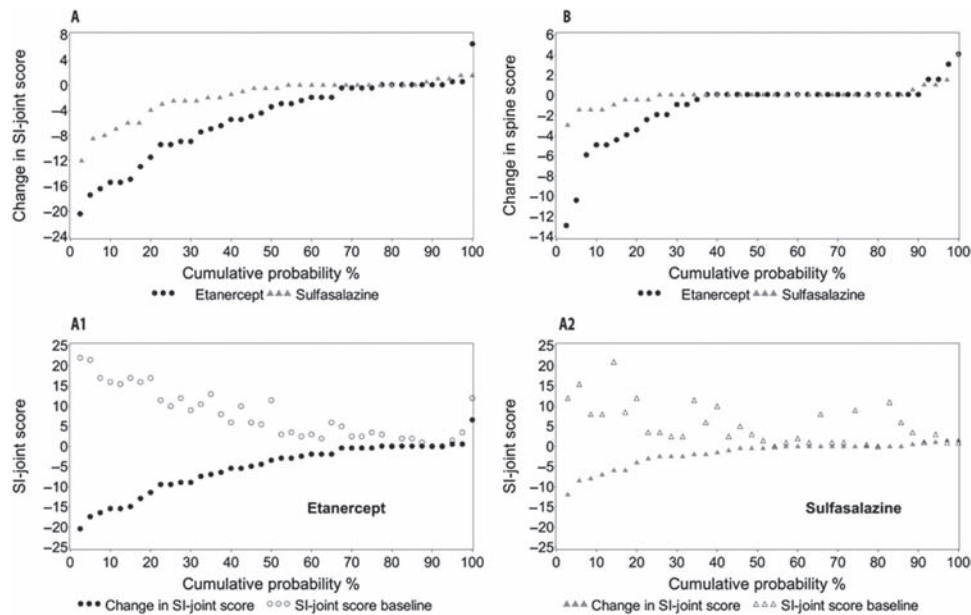 A
Change in SI-joint score
8
4
0
–4
–8
–12
–16
–20
–24
0 10 20 30 40 50 60 70 80 90 100
Cumulative probability %
Etanercept Sulfasalazine
B
Change in spine score
6
4
2
0
–2
–4
–6
–8
–10
–12
–14
0 10 20 30 40 50 60 70 80 90 100
Cumulative probability %
Etanercept Sulfasalazine
A1
SI-joint score
25
20
15
10
5
0
–5
–10
–15
–20
–25
Etanercept
0 10 20 30 40 50 60 70 80 90 100
Cumulative probability %
Change in SI-joint score SI-joint score baseline
A2
SI-joint score
25
20
15
10
5
0
–5
–10
–15
–20
–25
Sulfasalazine
0 10 20 30 40 50 60 70 80 90 100
Cumulative probability %
Change in SI-joint score SI-joint score baseline